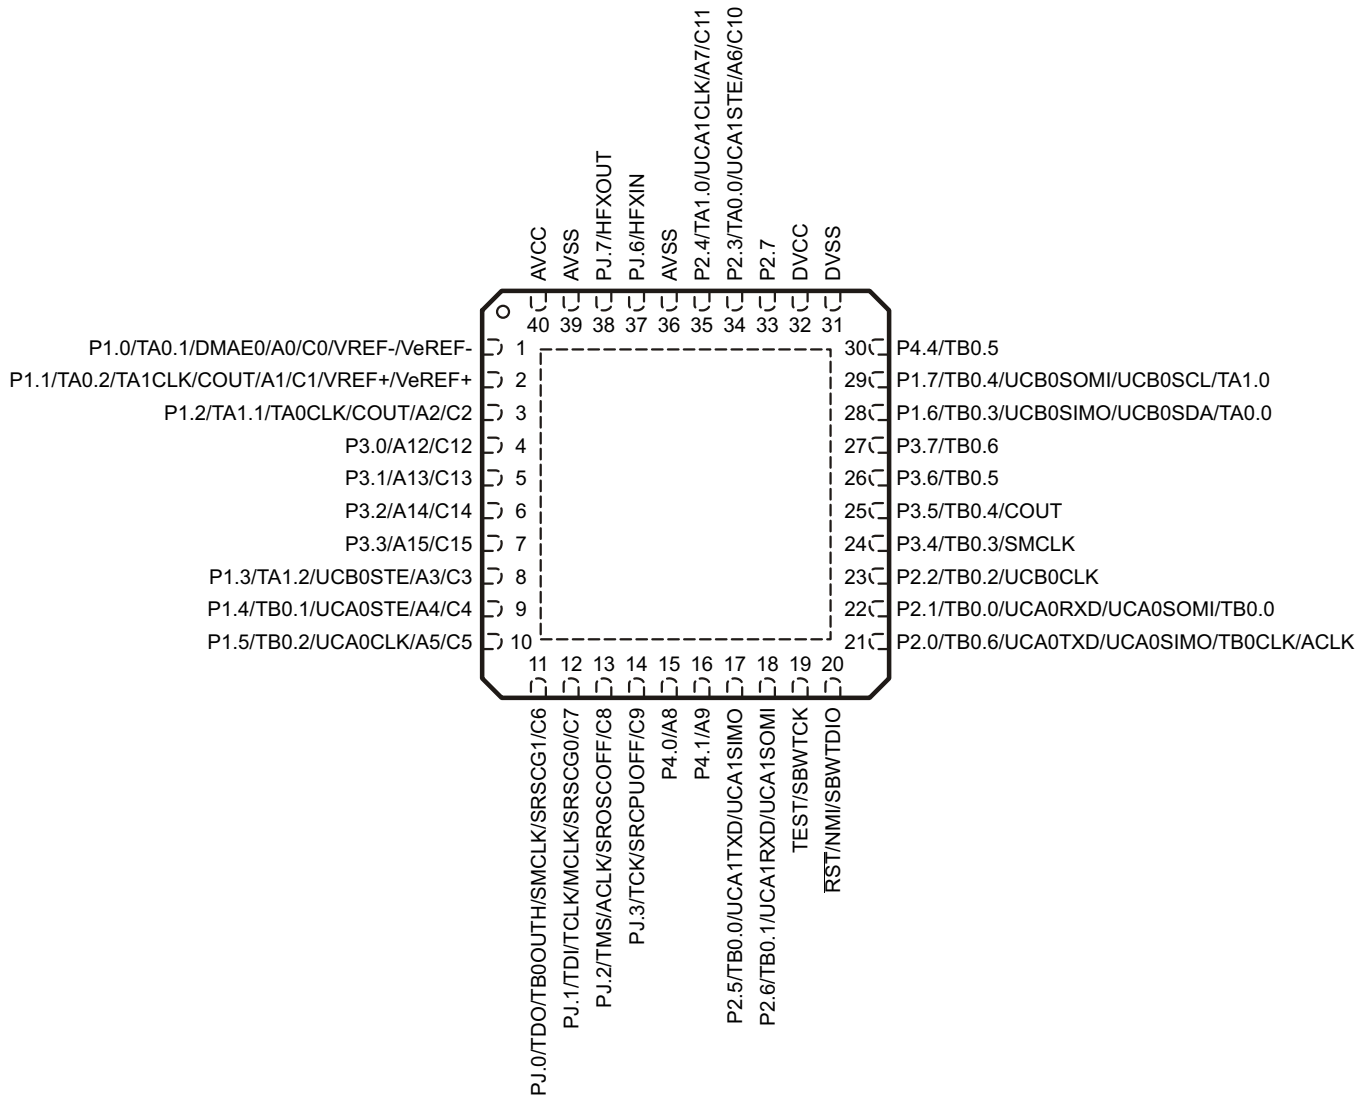 AVCC
AVSS
PJ.7/HFXOUT
PJ.6/HFXIN
AVSS
P2.4/TA1.0/UCA1CLK/A7/C11
P2.3/TA0.0/UCA1STE/A6/C10
P2.7
DVCC
DVSS
40 39 38 37 36 35 34 33 32 31
P1.0/TA0.1/DMAE0/A0/C0/VREF-/VeREF- 1
P1.1/TA0.2/TA1CLK/COUT/A1/C1/VREF+/VeREF+ 2
P1.2/TA1.1/TA0CLK/COUT/A2/C2 3
P3.0/A12/C12 4
P3.1/A13/C13 5
P3.2/A14/C14 6
P3.3/A15/C15 7
P1.3/TA1.2/UCB0STE/A3/C3 8
P1.4/TB0.1/UCA0STE/A4/C4 9
P1.5/TB0.2/UCA0CLK/A5/C5 10
30 P4.4/TB0.5
29 P1.7/TB0.4/UCB0SOMI/UCB0SCL/TA1.0
28 P1.6/TB0.3/UCB0SIMO/UCB0SDA/TA0.0
27 P3.7/TB0.6
26 P3.6/TB0.5
25 P3.5/TB0.4/COUT
24 P3.4/TB0.3/SMCLK
23 P2.2/TB0.2/UCB0CLK
22 P2.1/TB0.0/UCA0RXD/UCA0SOMI/TB0.0
21 P2.0/TB0.6/UCA0TXD/UCA0SIMO/TB0CLK/ACLK
11 12 13 14 15 16 17 18 19 20
PJ.0/TDO/TB0OUTH/SMCLK/SRSCG1/C6
PJ.1/TDI/TCLK/MCLK/SRSCG0/C7
PJ.2/TMS/ACLK/SROSCOFF/C8
PJ.3/TCK/SRCPUOFF/C9
P4.0/A8
P4.1/A9
P2.5/TB0.0/UCA1TXD/UCA1SIMO
P2.6/TB0.1/UCA1RXD/UCA1SOMI
TEST/SBWTCK
RST/NMI/SBWTDIO